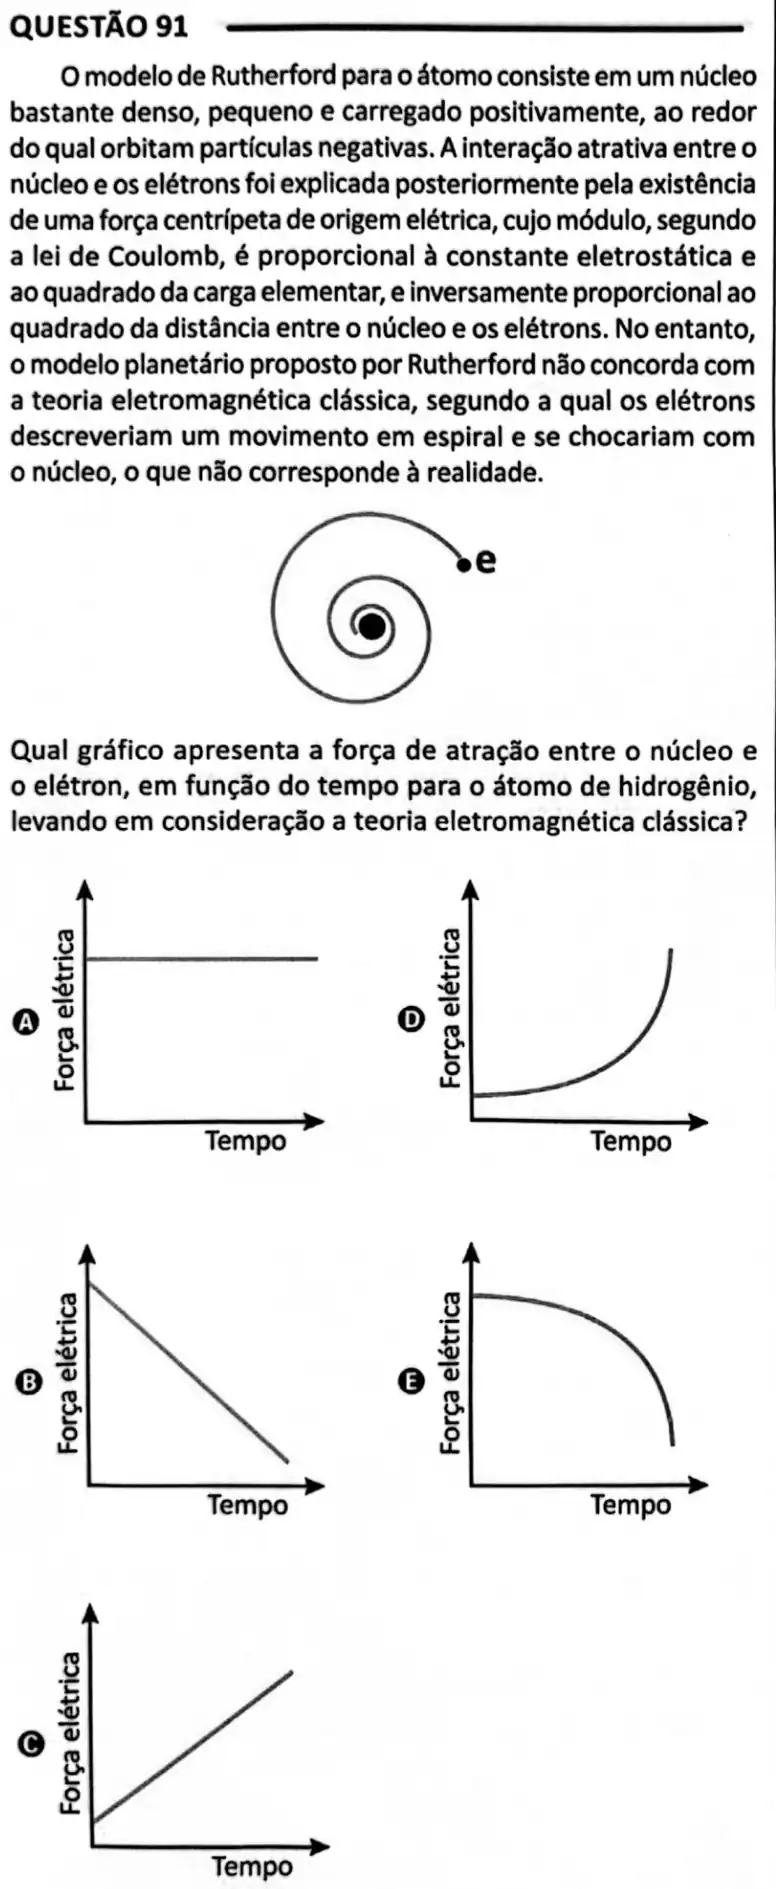 QUESTÃO 91
O modelo de Rutherford para o átomo consiste em um núcleo
bastante denso, pequeno e carregado positivamente, ao redor
do qual orbitam partículas negativas. A interação atrativa entre o
núcleo e os elétrons foi explicada posteriormente pela existência
de uma força centrípeta de origem elétrica, cujo módulo, segundo
a lei de Coulomb, é proporcional à constante eletrostática e
ao quadrado da carga elementar, e inversamente proporcional ao
quadrado da distância entre o núcleo e os elétrons. No entanto,
o modelo planetário proposto por Rutherford não concorda com
a teoria eletromagnética clássica, segundo a qual os elétrons
descreveriam um movimento em espiral e se chocariam com
o núcleo, o que não corresponde à realidade.
e
Qual gráfico apresenta a força de atração entre o núcleo e
o elétron, em função do tempo para o átomo de hidrogênio,
levando em consideração a teoria eletromagnética clássica?
A
Força elétrica
Tempo
B
Força elétrica
Tempo
C
Força elétrica
Tempo
D
Força elétrica
Tempo
E
Força elétrica
Tempo